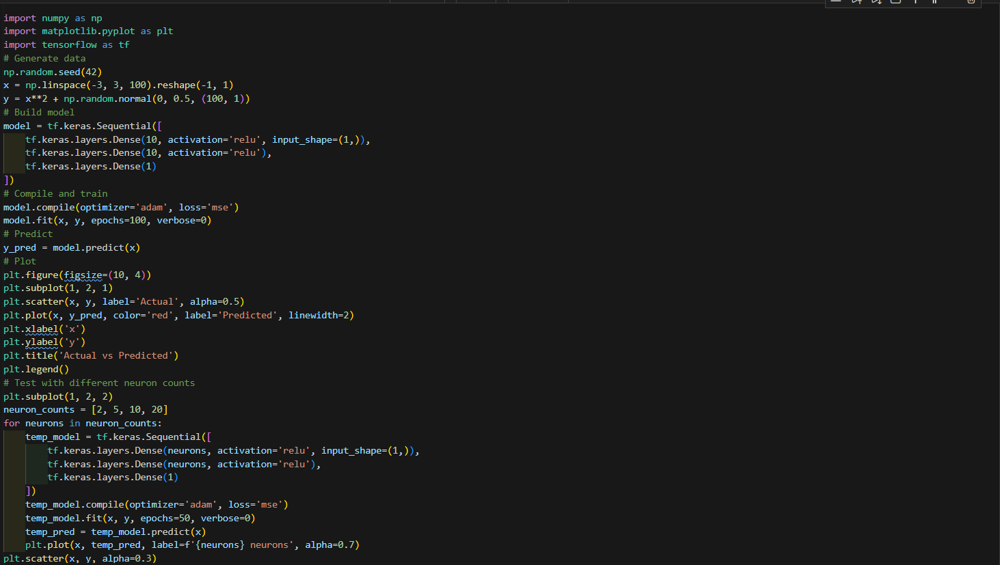 import numpy as np
import matplotlib.pyplot as plt
import tensorflow as tf
# Generate data
np.random.seed(42)
x = np.linspace(-3, 3, 100).reshape(-1, 1)
y = x**2 + np.random.normal(0, 0.5, (100, 1))
# Build model
model = tf.keras.Sequential([
    tf.keras.layers.Dense(10, activation='relu', input_shape=(1,)),
    tf.keras.layers.Dense(10, activation='relu'),
    tf.keras.layers.Dense(1)
])
# Compile and train
model.compile(optimizer='adam', loss='mse')
model.fit(x, y, epochs=100, verbose=0)
# Predict
y_pred = model.predict(x)
# Plot
plt.figure(figsize=(10, 4))
plt.subplot(1, 2, 1)
plt.scatter(x, y, label='Actual', alpha=0.5)
plt.plot(x, y_pred, color='red', label='Predicted', linewidth=2)
plt.xlabel('x')
plt.ylabel('y')
plt.title('Actual vs Predicted')
plt.legend()
# Test with different neuron counts
plt.subplot(1, 2, 2)
neuron_counts = [2, 5, 10, 20]
for neurons in neuron_counts:
    temp_model = tf.keras.Sequential([
        tf.keras.layers.Dense(neurons, activation='relu', input_shape=(1,)),
        tf.keras.layers.Dense(neurons, activation='relu'),
        tf.keras.layers.Dense(1)
    ])
    temp_model.compile(optimizer='adam', loss='mse')
    temp_model.fit(x, y, epochs=50, verbose=0)
    temp_pred = temp_model.predict(x)
    plt.plot(x, temp_pred, label=f'{neurons} neurons', alpha=0.7)
plt.scatter(x, y, alpha=0.3)